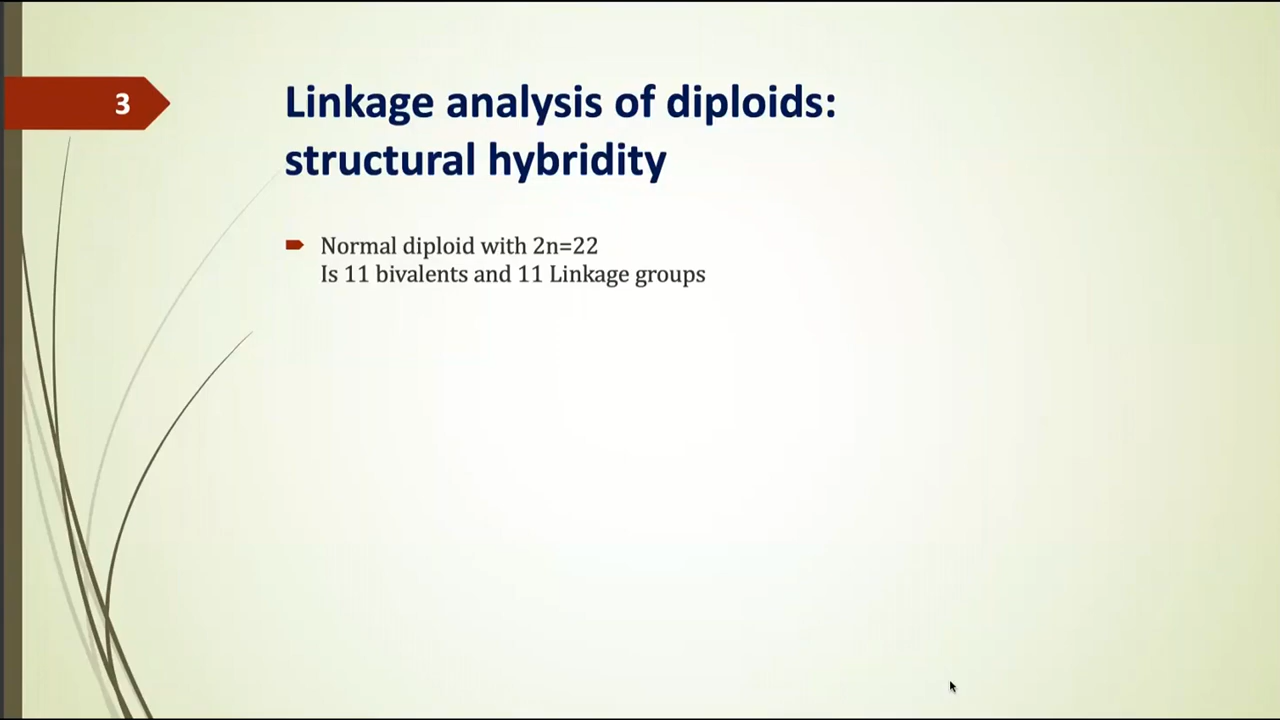 3
Linkage analysis of diploids:
structural hybridity
Normal diploid with 2n=22
Is 11 bivalents and 11 Linkage groups